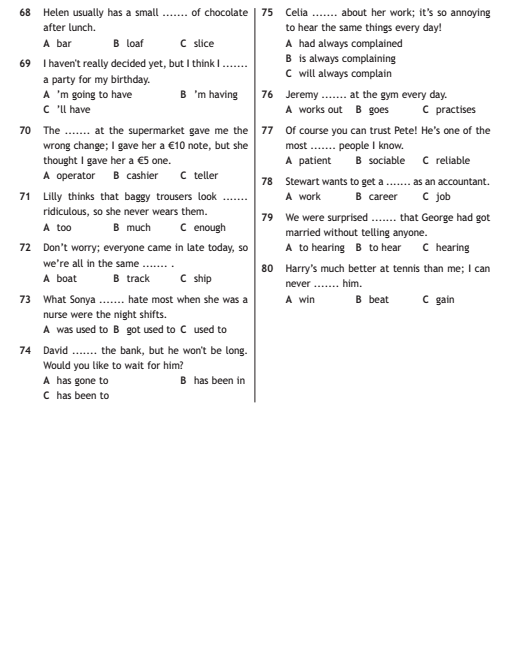 68 Helen usually has a small ....... of chocolate
after lunch.
A bar B loaf C slice
69 I haven't really decided yet, but I think I .......
a party for my birthday.
A 'm going to have B 'm having
C 'll have
70 The ....... at the supermarket gave me the
wrong change; I gave her a €10 note, but she
thought I gave her a €5 one.
A operator B cashier C teller
71 Lilly thinks that baggy trousers look .......
ridiculous, so she never wears them.
A too B much C enough
72 Don't worry; everyone came in late today, so
we're all in the same ....... .
A boat B track C ship
73 What Sonya ....... hate most when she was a
nurse were the night shifts.
A was used to B got used to C used to
74 David ....... the bank, but he won't be long.
Would you like to wait for him?
A has gone to B has been in
C has been to
75 Celia ....... about her work; it's so annoying
to hear the same things every day!
A had always complained
B is always complaining
C will always complain
76 Jeremy ....... at the gym every day.
A works out B goes C practises
77 Of course you can trust Pete! He's one of the
most ....... people I know.
A patient B sociable C reliable
78 Stewart wants to get a ....... as an accountant.
A work B career C job
79 We were surprised ....... that George had got
married without telling anyone.
A to hearing B to hear C hearing
80 Harry's much better at tennis than me; I can
never ....... him.
A win B beat C gain